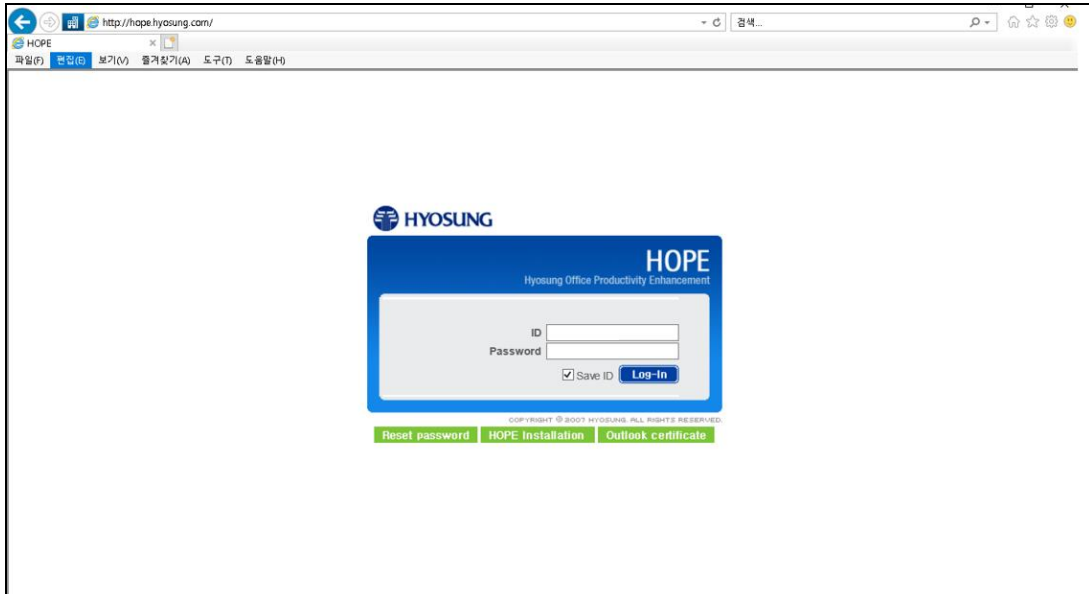 http://hope.hyosung.com/
검색...
HOPE
파일(F) 편집(E) 보기(V) 즐겨찾기(A) 도구(T) 도움말(H)
HYOSUNG
HOPE
Hyosung Office Productivity Enhancement
ID
Password
Save ID Log-In
COPYRIGHT © 2007 HYOSUNG. ALL RIGHTS RESERVED.
Reset password HOPE Installation Outlook certificate